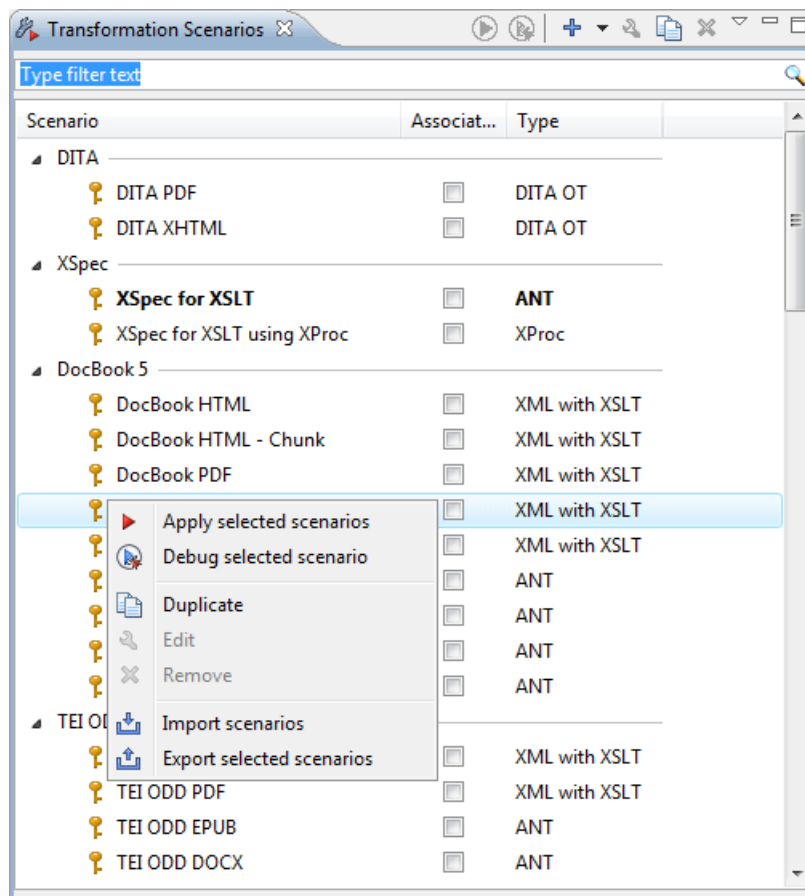 Transformation Scenarios
Type filter text
Scenario Associat... Type
DITA
DITA PDF DITA OT
DITA XHTML DITA OT
XSpec
XSpec for XSLT ANT
XSpec for XSLT using XProc XProc
DocBook 5
DocBook HTML XML with XSLT
DocBook HTML - Chunk XML with XSLT
DocBook PDF XML with XSLT
XML with XSLT
Apply selected scenarios
XML with XSLT
Debug selected scenario
ANT
Duplicate
ANT
Edit
ANT
Remove
ANT
TEI OD
Import scenarios
Export selected scenarios XML with XSLT
TEI ODD PDF XML with XSLT
TEI ODD EPUB ANT
TEI ODD DOCX ANT